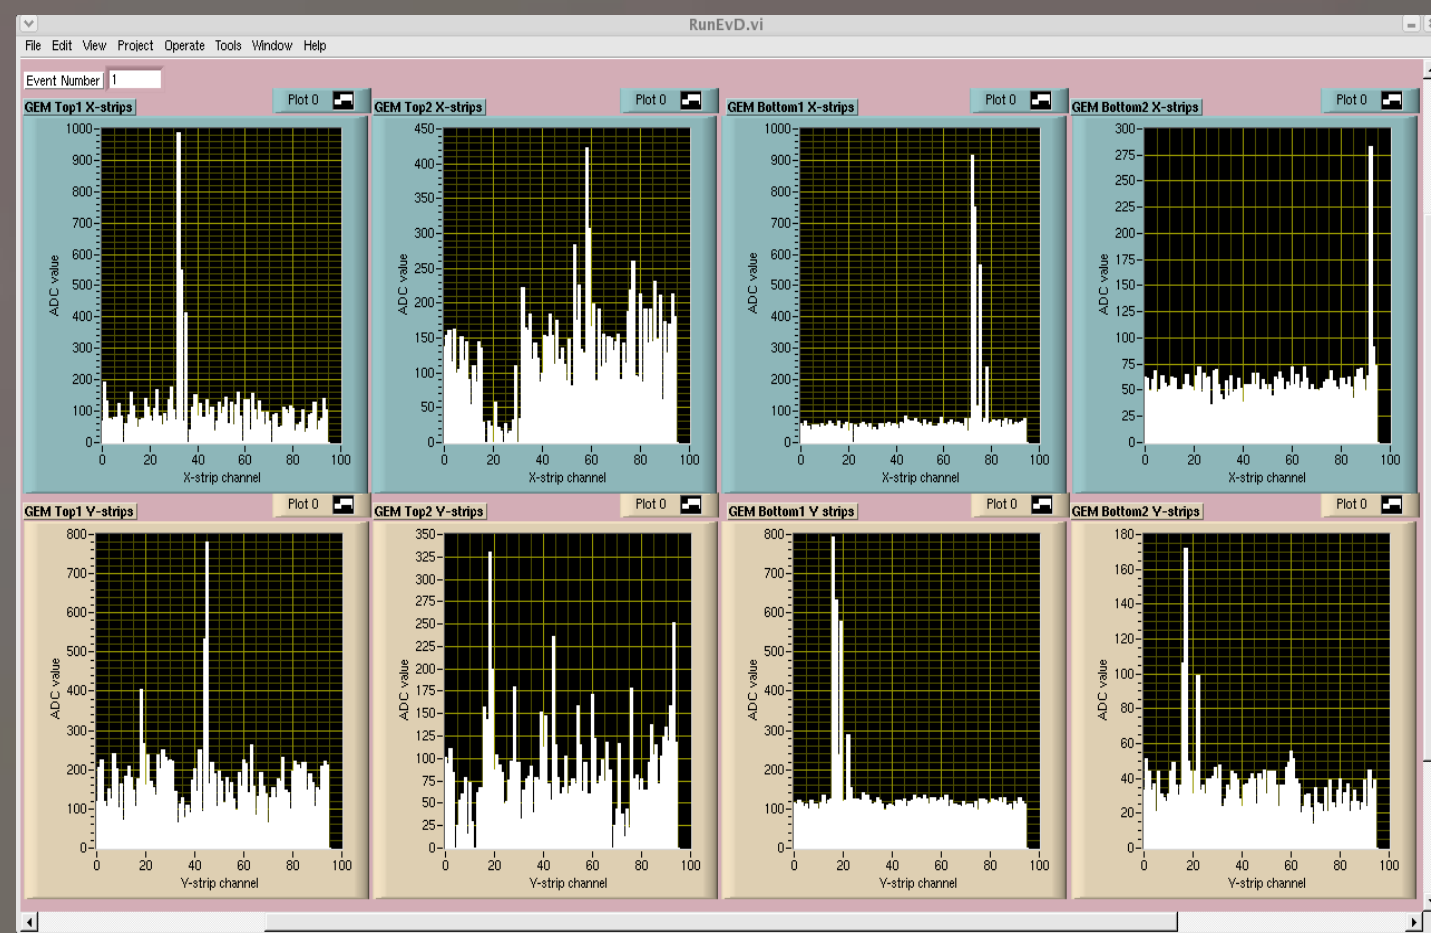 RunEvD.vi
File Edit View Project Operate Tools Window Help
Event Number 1
GEM Top1 X-strips Plot 0
1000
900
800
700
600
500
400
300
200
100
0
ADC value
0 20 40 60 80 100
X-strip channel
GEM Top2 X-strips Plot 0
450
400
350
300
250
200
150
100
50
0
ADC value
0 20 40 60 80 100
X-strip channel
GEM Bottom1 X-strips Plot 0
1000
900
800
700
600
500
400
300
200
100
0
ADC value
0 20 40 60 80 100
X-strip channel
GEM Bottom2 X-strips Plot 0
300
275
250
225
200
175
150
125
100
75
50
25
0
ADC value
0 20 40 60 80 100
X-strip channel
GEM Top1 Y-strips Plot 0
800
700
600
500
400
300
200
100
0
ADC value
0 20 40 60 80 100
Y-strip channel
GEM Top2 Y-strips Plot 0
350
325
300
275
250
225
200
175
150
125
100
75
50
25
0
ADC value
0 20 40 60 80 100
Y-strip channel
GEM Bottom1 Y strips Plot 0
800
700
600
500
400
300
200
100
0
ADC value
0 20 40 60 80 100
Y-strip channel
GEM Bottom2 Y-strips Plot 0
180
160
140
120
100
80
60
40
20
0
ADC value
0 20 40 60 80 100
Y-strip channel